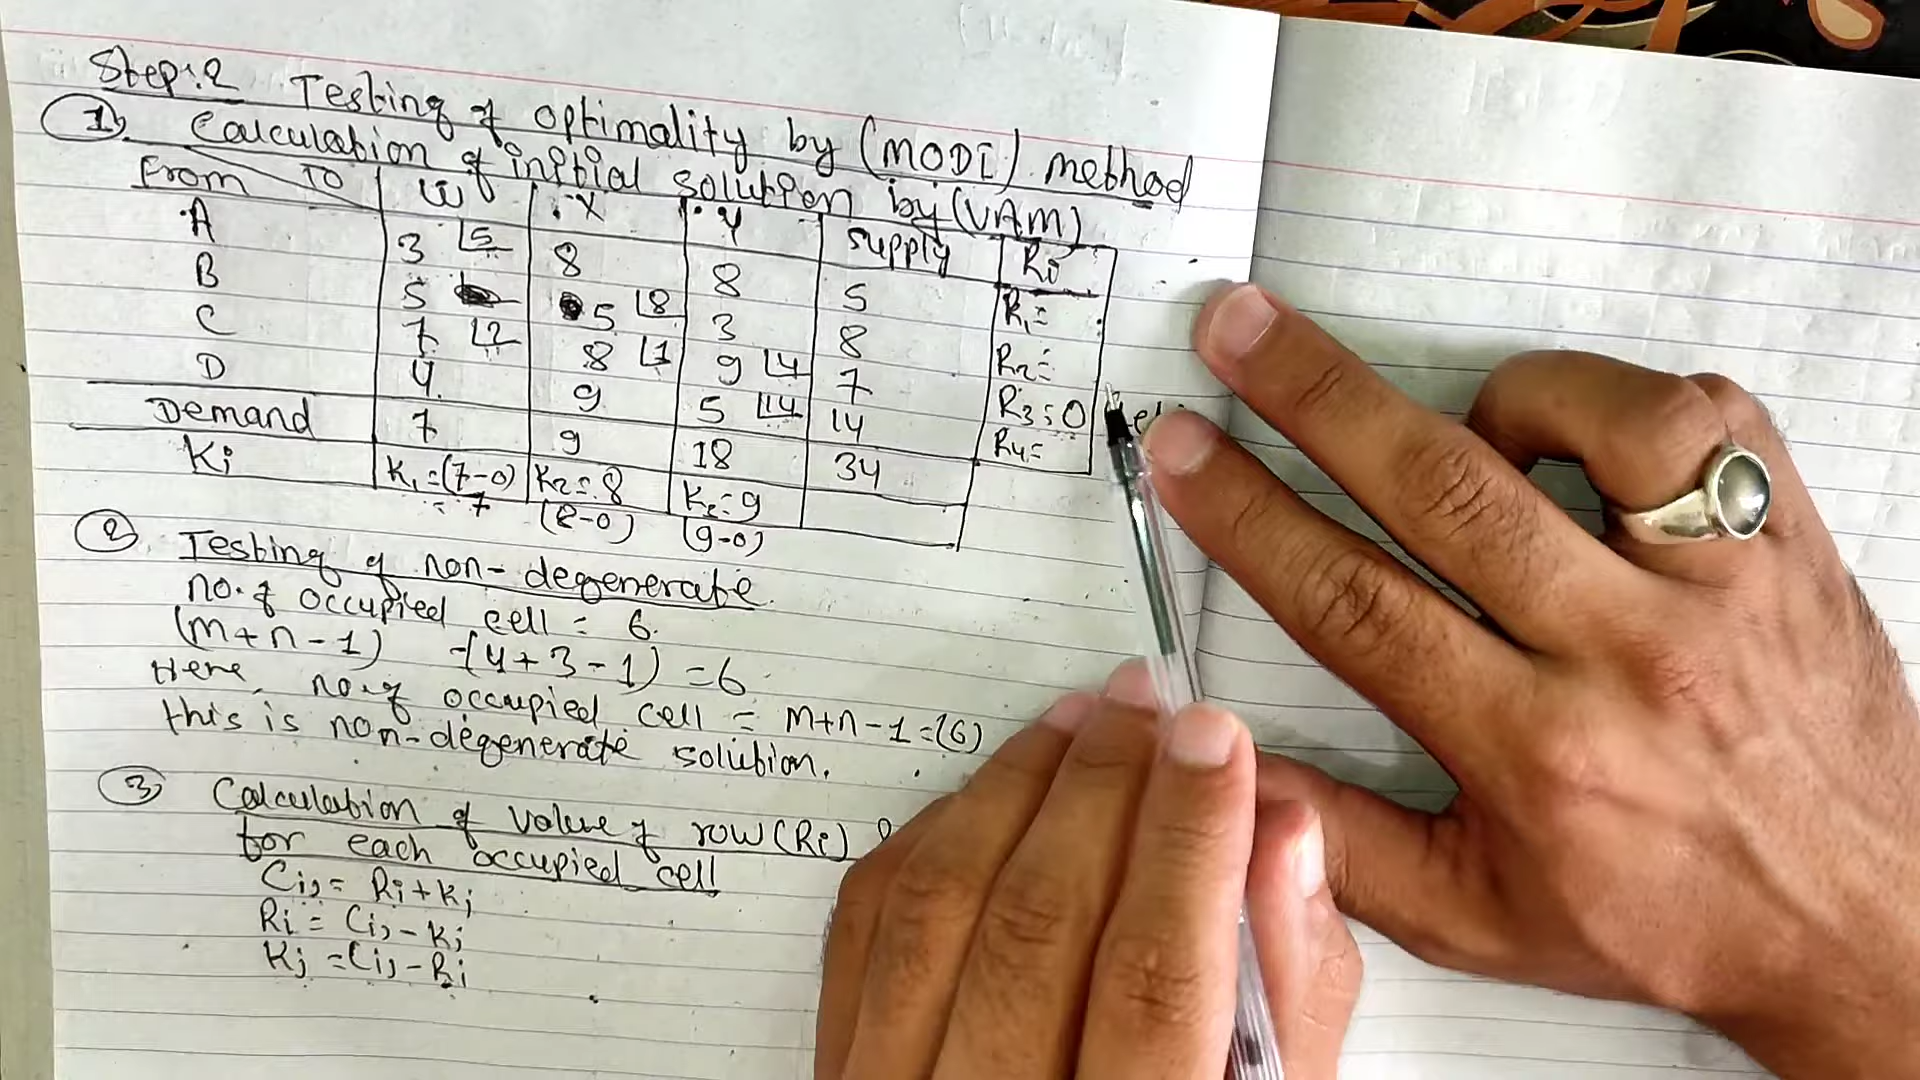 Step:2 Testing of optimality by (MODI) method
1) Calculation of initial solution by (VAM)
From TO W X Y supply Ri
A 3 5 8 8 5 R1=
B 5 5 8 3 8 R2=
C 7 2 8 1 9 4 7 R3=0
D 4 9 5 14 14 R4=
Demand 7 9 18 34
Kj K1=(7-0) K2=8 K2=9
=7 (8-0) (9-0)
2 Testing of non-degenerate
no. of occupied cell = 6.
(m+n-1) -(4+3-1) =6
Here, no. of occupied cell = m+n-1=(6)
this is non-degenerate solution.
3 Calculation of value of row (Ri)
for each occupied cell
Cij= Ri+Kj
Ri= Cij-Kj
Kj=Cij-Ri